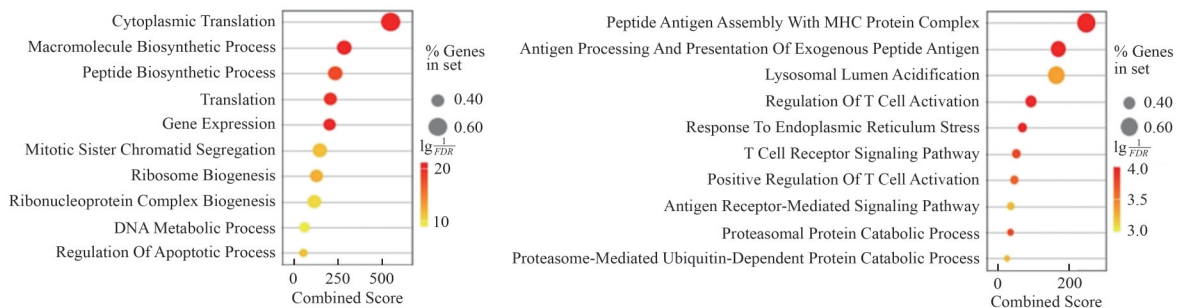 Cytoplasmic Translation
Macromolecule Biosynthetic Process
Peptide Biosynthetic Process
Translation
Gene Expression
Mitotic Sister Chromatid Segregation
Ribosome Biogenesis
Ribonucleoprotein Complex Biogenesis
DNA Metabolic Process
Regulation Of Apoptotic Process
0 250 500
Combined Score
% Genes
in set
0.40
0.60
lg 1/FDR
20
10
Peptide Antigen Assembly With MHC Protein Complex
Antigen Processing And Presentation Of Exogenous Peptide Antigen
Lysosomal Lumen Acidification
Regulation Of T Cell Activation
Response To Endoplasmic Reticulum Stress
T Cell Receptor Signaling Pathway
Positive Regulation Of T Cell Activation
Antigen Receptor-Mediated Signaling Pathway
Proteasomal Protein Catabolic Process
Proteasome-Mediated Ubiquitin-Dependent Protein Catabolic Process
0 200
Combined Score
% Genes
in set
0.40
0.60
lg 1/FDR
4.0
3.5
3.0